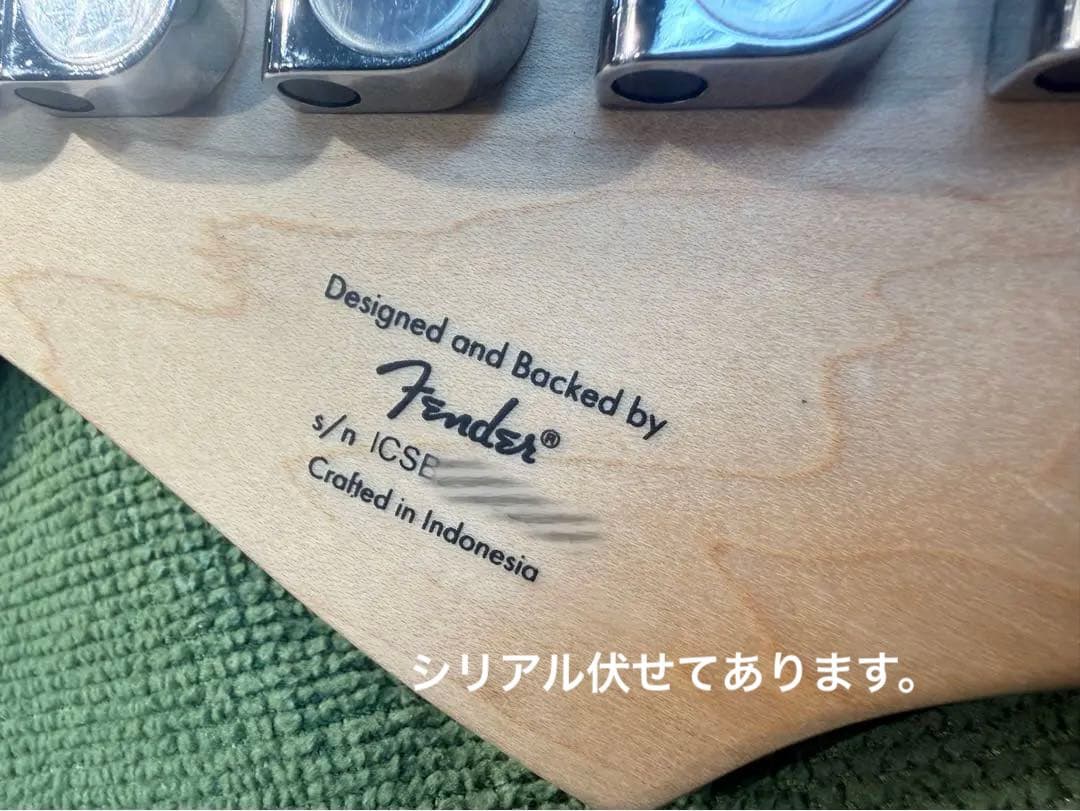 Designed and Backed by
Fender®
s/n ICSE
Crafted in Indonesia
シリアル伏せてあります。